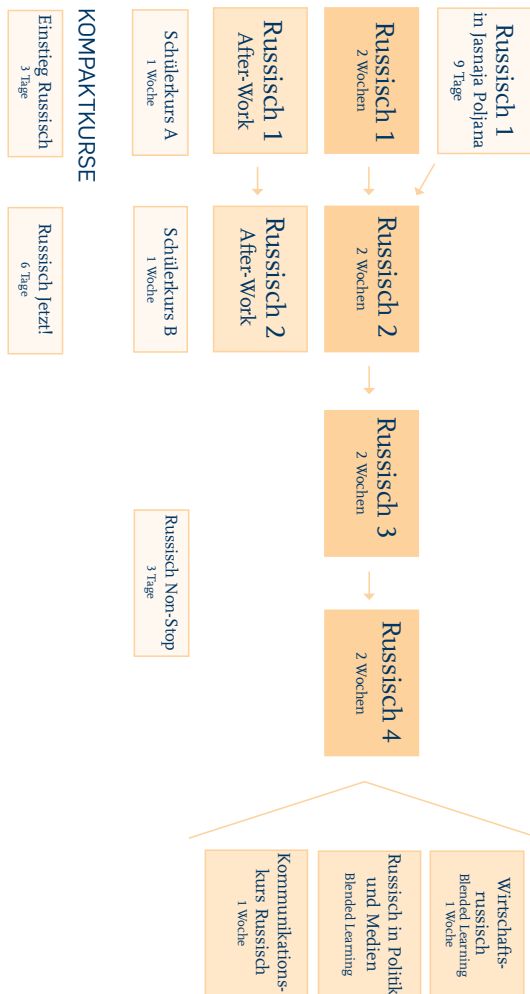 Russisch 1
in Jasnaja Poljana
9 Tage
Wirtschafts-
russisch
Blended Learning
1 Woche
Russisch 1
2 Wochen
Russisch 2
2 Wochen
Russisch 3
2 Wochen
Russisch 4
2 Wochen
Russisch in Politik
und Medien
Blended Learning
Russisch 1
After-Work
Russisch 2
After-Work
Kommunikations-
kurs Russisch
1 Woche
Schülerkurs A
1 Woche
Schülerkurs B
1 Woche
Russisch Non-Stop
3 Tage
KOMPAKTKURSE
Einstieg Russisch
3 Tage
Russisch Jetzt!
6 Tage